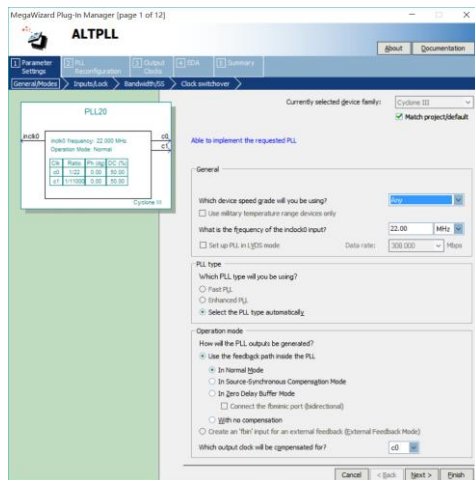 MegaWizard Plug-In Manager [page 1 of 12]
ALTPLL
About
Documentation
1 Parameter Settings
2 PLL Reconfiguration
3 Output Clocks
4 EDA
5 Summary
General/Modes
Inputs/Lock
Bandwidth/SS
Clock switchover
PLL20
inclk0
inclk0 frequency: 22.000 MHz
Operation Mode: Normal
Clk Ratio Ph (dg) DC (%)
c0 1/22 0.00 50.00
c1 1/11000 0.00 50.00
c0
c1
Cyclone III
Currently selected device family:
Cyclone III
Match project/default
Able to implement the requested PLL
General
Which device speed grade will you be using?
Any
Use military temperature range devices only
What is the frequency of the inclock0 input?
22.00
MHz
Set up PLL in LVDS mode
Data rate:
308.000
Mbps
PLL type
Which PLL type will you be using?
Fast PLL
Enhanced PLL
Select the PLL type automatically
Operation mode
How will the PLL outputs be generated?
Use the feedback path inside the PLL
In Normal Mode
In Source-Synchronous Compensation Mode
In Zero Delay Buffer Mode
Connect the fbmimic port (bidirectional)
With no compensation
Create an 'fbin' input for an external feedback (External Feedback Mode)
Which output clock will be compensated for?
c0
Cancel
< Back
Next >
Finish